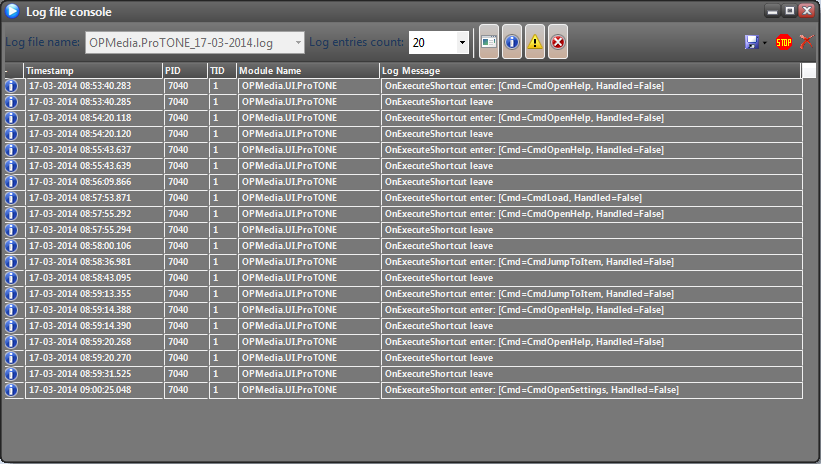 Log file console
Log file name: OPMedia.ProTONE_17-03-2014.log Log entries count: 20 STOP
- Timestamp PID TID Module Name Log Message
17-03-2014 08:53:40.283 7040 1 OPMedia.UI.ProTONE OnExecuteShortcut enter: [Cmd=CmdOpenHelp, Handled=False]
17-03-2014 08:53:40.285 7040 1 OPMedia.UI.ProTONE OnExecuteShortcut leave
17-03-2014 08:54:20.118 7040 1 OPMedia.UI.ProTONE OnExecuteShortcut enter: [Cmd=CmdOpenHelp, Handled=False]
17-03-2014 08:54:20.120 7040 1 OPMedia.UI.ProTONE OnExecuteShortcut leave
17-03-2014 08:55:43.637 7040 1 OPMedia.UI.ProTONE OnExecuteShortcut enter: [Cmd=CmdOpenHelp, Handled=False]
17-03-2014 08:55:43.639 7040 1 OPMedia.UI.ProTONE OnExecuteShortcut leave
17-03-2014 08:56:09.866 7040 1 OPMedia.UI.ProTONE OnExecuteShortcut leave
17-03-2014 08:57:53.871 7040 1 OPMedia.UI.ProTONE OnExecuteShortcut enter: [Cmd=CmdLoad, Handled=False]
17-03-2014 08:57:55.292 7040 1 OPMedia.UI.ProTONE OnExecuteShortcut enter: [Cmd=CmdOpenHelp, Handled=False]
17-03-2014 08:57:55.294 7040 1 OPMedia.UI.ProTONE OnExecuteShortcut leave
17-03-2014 08:58:00.106 7040 1 OPMedia.UI.ProTONE OnExecuteShortcut leave
17-03-2014 08:58:36.981 7040 1 OPMedia.UI.ProTONE OnExecuteShortcut enter: [Cmd=CmdJumpToItem, Handled=False]
17-03-2014 08:58:43.095 7040 1 OPMedia.UI.ProTONE OnExecuteShortcut leave
17-03-2014 08:59:13.355 7040 1 OPMedia.UI.ProTONE OnExecuteShortcut enter: [Cmd=CmdJumpToItem, Handled=False]
17-03-2014 08:59:14.388 7040 1 OPMedia.UI.ProTONE OnExecuteShortcut enter: [Cmd=CmdOpenHelp, Handled=False]
17-03-2014 08:59:14.390 7040 1 OPMedia.UI.ProTONE OnExecuteShortcut leave
17-03-2014 08:59:20.268 7040 1 OPMedia.UI.ProTONE OnExecuteShortcut enter: [Cmd=CmdOpenHelp, Handled=False]
17-03-2014 08:59:20.270 7040 1 OPMedia.UI.ProTONE OnExecuteShortcut leave
17-03-2014 08:59:31.525 7040 1 OPMedia.UI.ProTONE OnExecuteShortcut leave
17-03-2014 09:00:25.048 7040 1 OPMedia.UI.ProTONE OnExecuteShortcut enter: [Cmd=CmdOpenSettings, Handled=False]